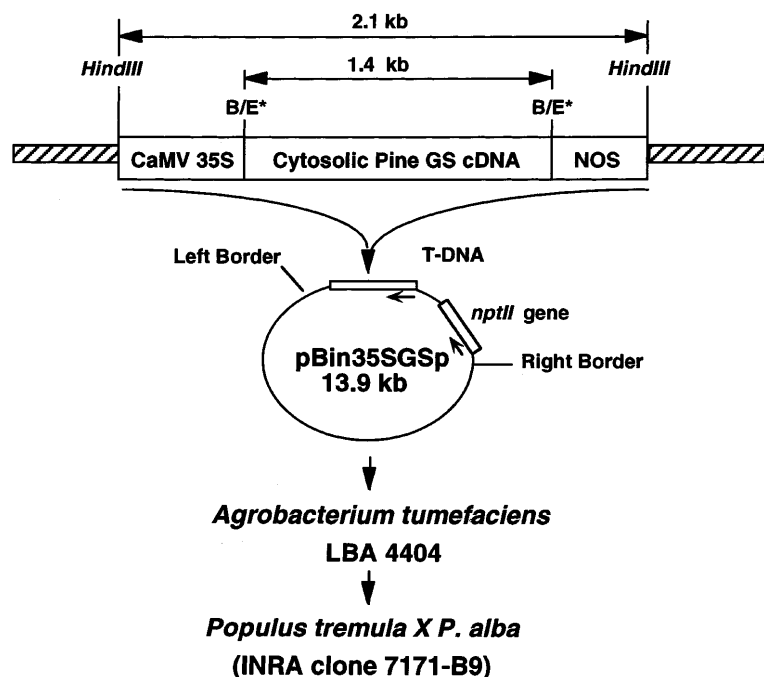 2.1 kb
HindIII HindIII
1.4 kb
B/E* B/E*
CaMV 35S Cytosolic Pine GS cDNA NOS
Left Border T-DNA
nptII gene
pBin35SGSp
13.9 kb
Right Border
Agrobacterium tumefaciens
LBA 4404
Populus tremula X P. alba
(INRA clone 7171-B9)